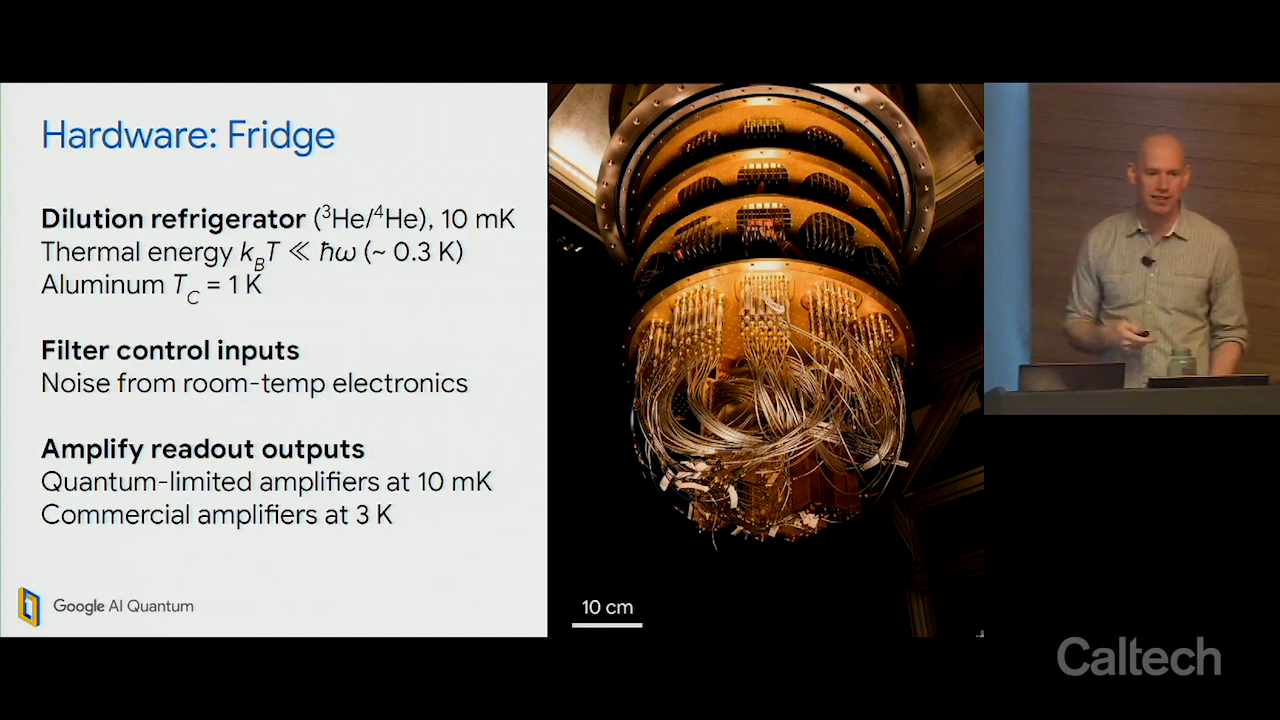 Hardware: Fridge
Dilution refrigerator (³He/⁴He), 10 mK
Thermal energy k_BT ≪ ħω (~ 0.3 K)
Aluminum T_C = 1 K
Filter control inputs
Noise from room-temp electronics
Amplify readout outputs
Quantum-limited amplifiers at 10 mK
Commercial amplifiers at 3 K
Google AI Quantum
10 cm
Caltech